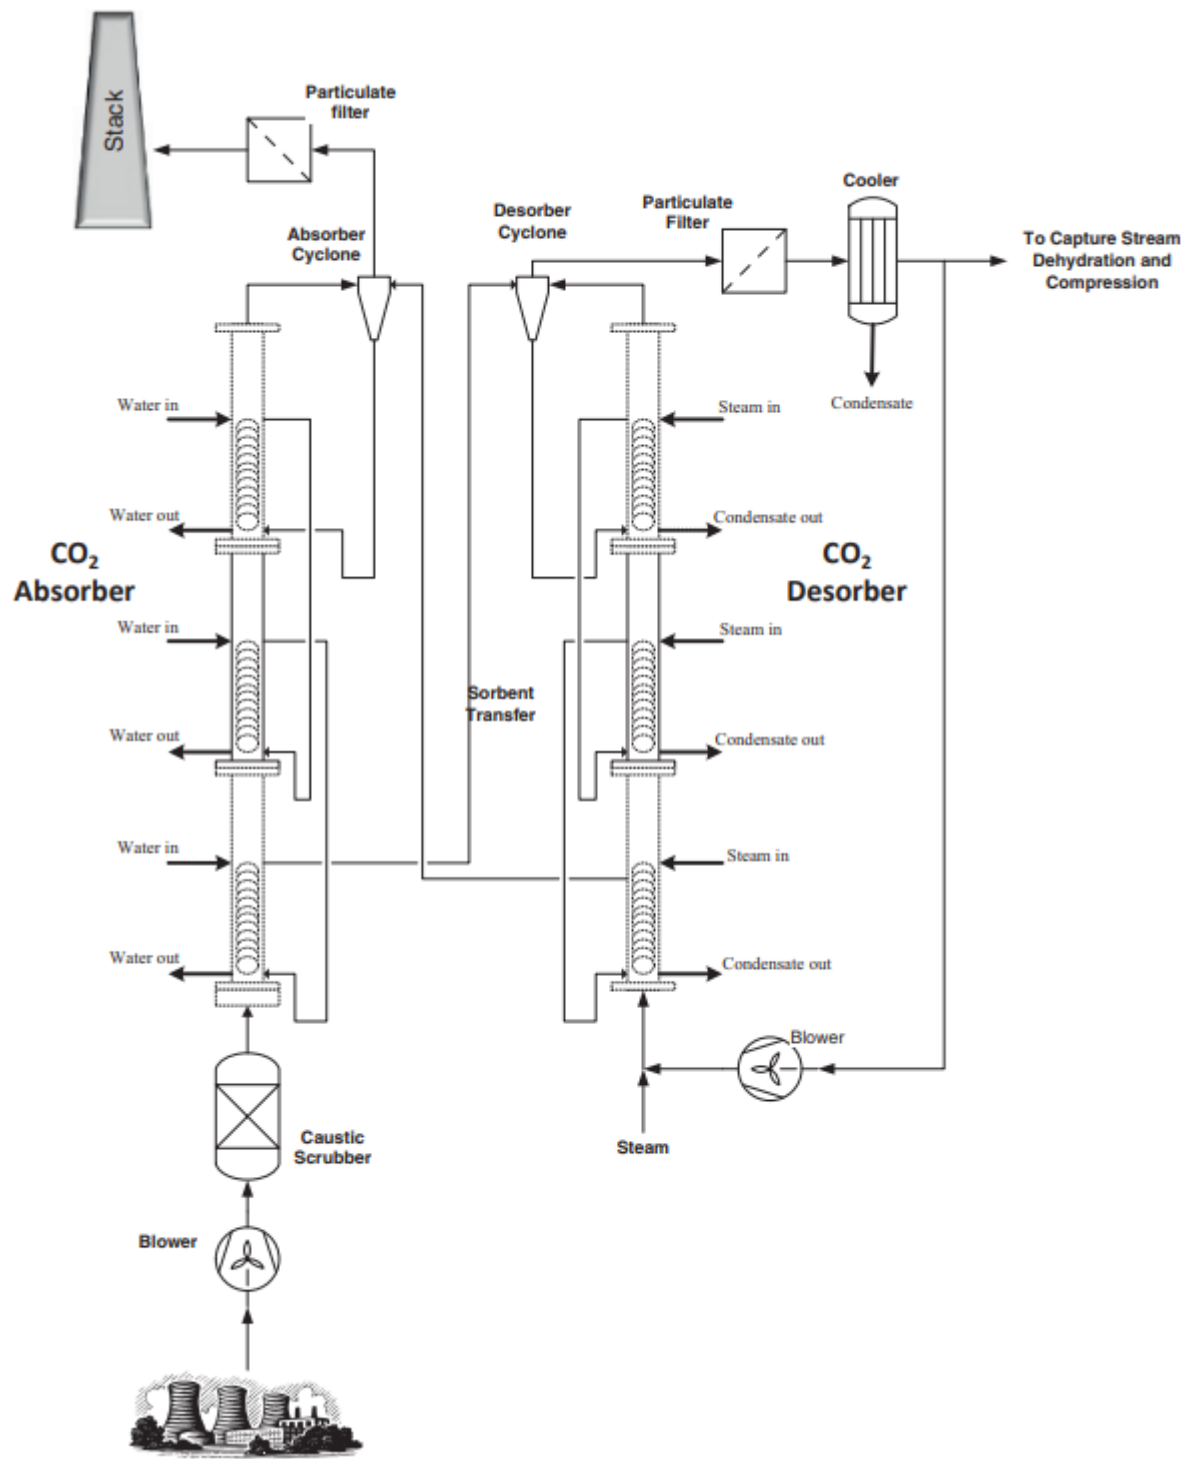 Stack
Particulate
filter
Absorber
Cyclone
Desorber
Cyclone
Particulate
Filter
Cooler
To Capture Stream
Dehydration and
Compression
Condensate
Water in
Water out
CO₂
Absorber
Water in
Water out
Water in
Water out
Sorbent
Transfer
Steam in
Condensate out
CO₂
Desorber
Steam in
Condensate out
Steam in
Condensate out
Blower
Steam
Caustic
Scrubber
Blower